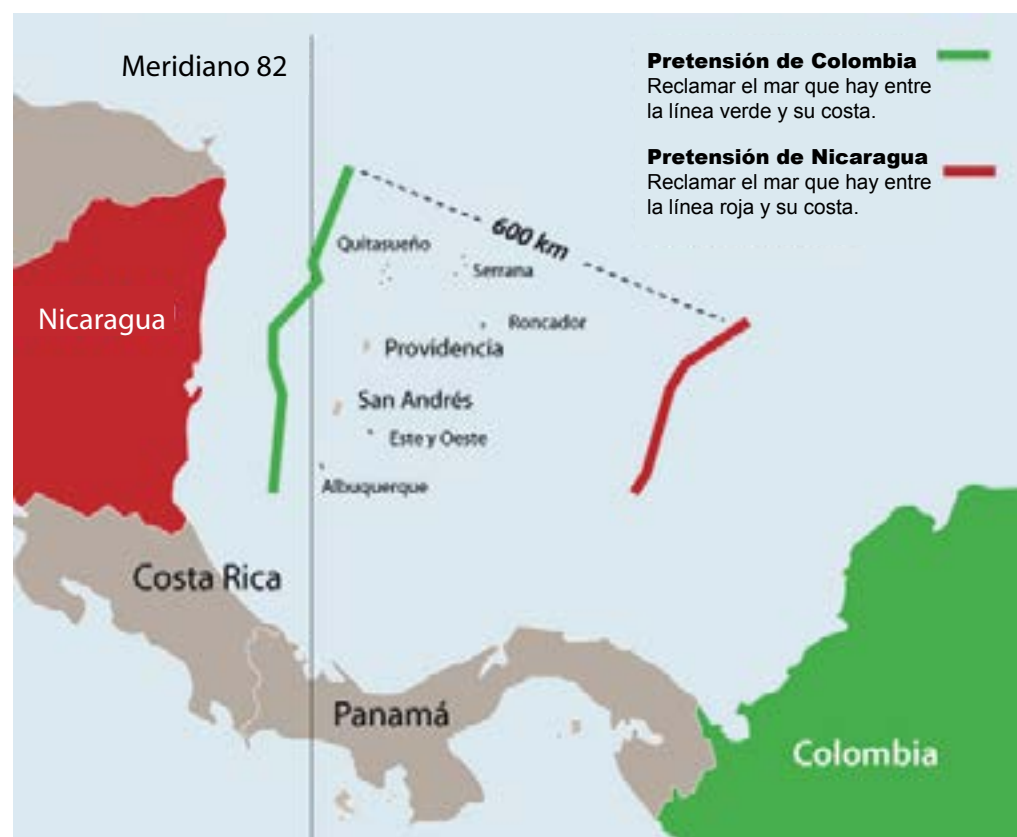 Meridiano 82
Pretensión de Colombia
Reclamar el mar que hay entre
la línea verde y su costa.
Pretensión de Nicaragua
Reclamar el mar que hay entre
la línea roja y su costa.
600 km
Quitasueño
Serrana
Nicaragua
Roncador
Providencia
San Andrés
Este y Oeste
Albuquerque
Costa Rica
Panamá
Colombia